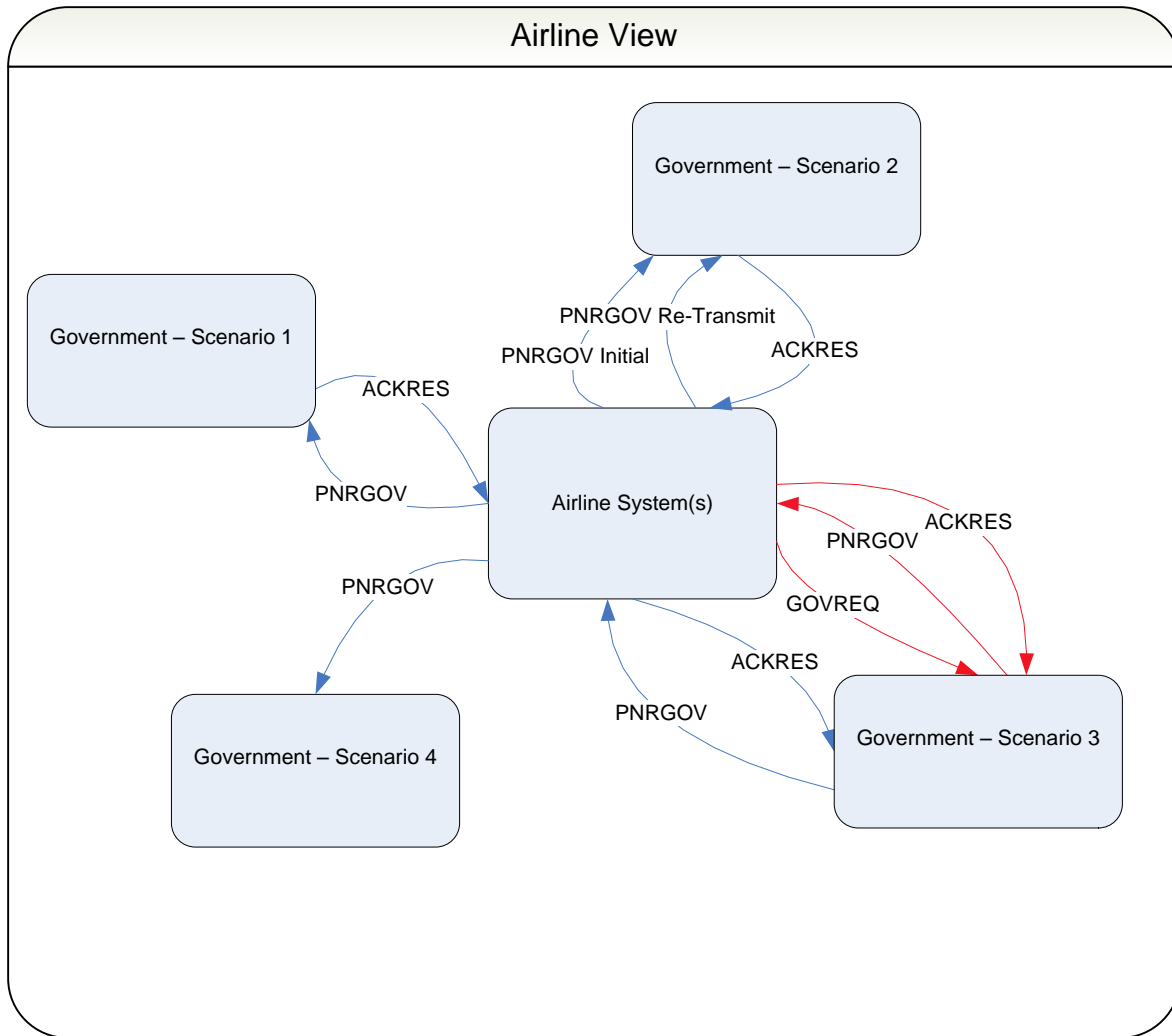 Airline View
Government – Scenario 2
Government – Scenario 1
PNRGOV Re-Transmit
PNRGOV Initial
ACKRES
ACKRES
PNRGOV
Airline System(s)
ACKRES
PNRGOV
PNRGOV
GOVREQ
ACKRES
PNRGOV
Government – Scenario 3
Government – Scenario 4